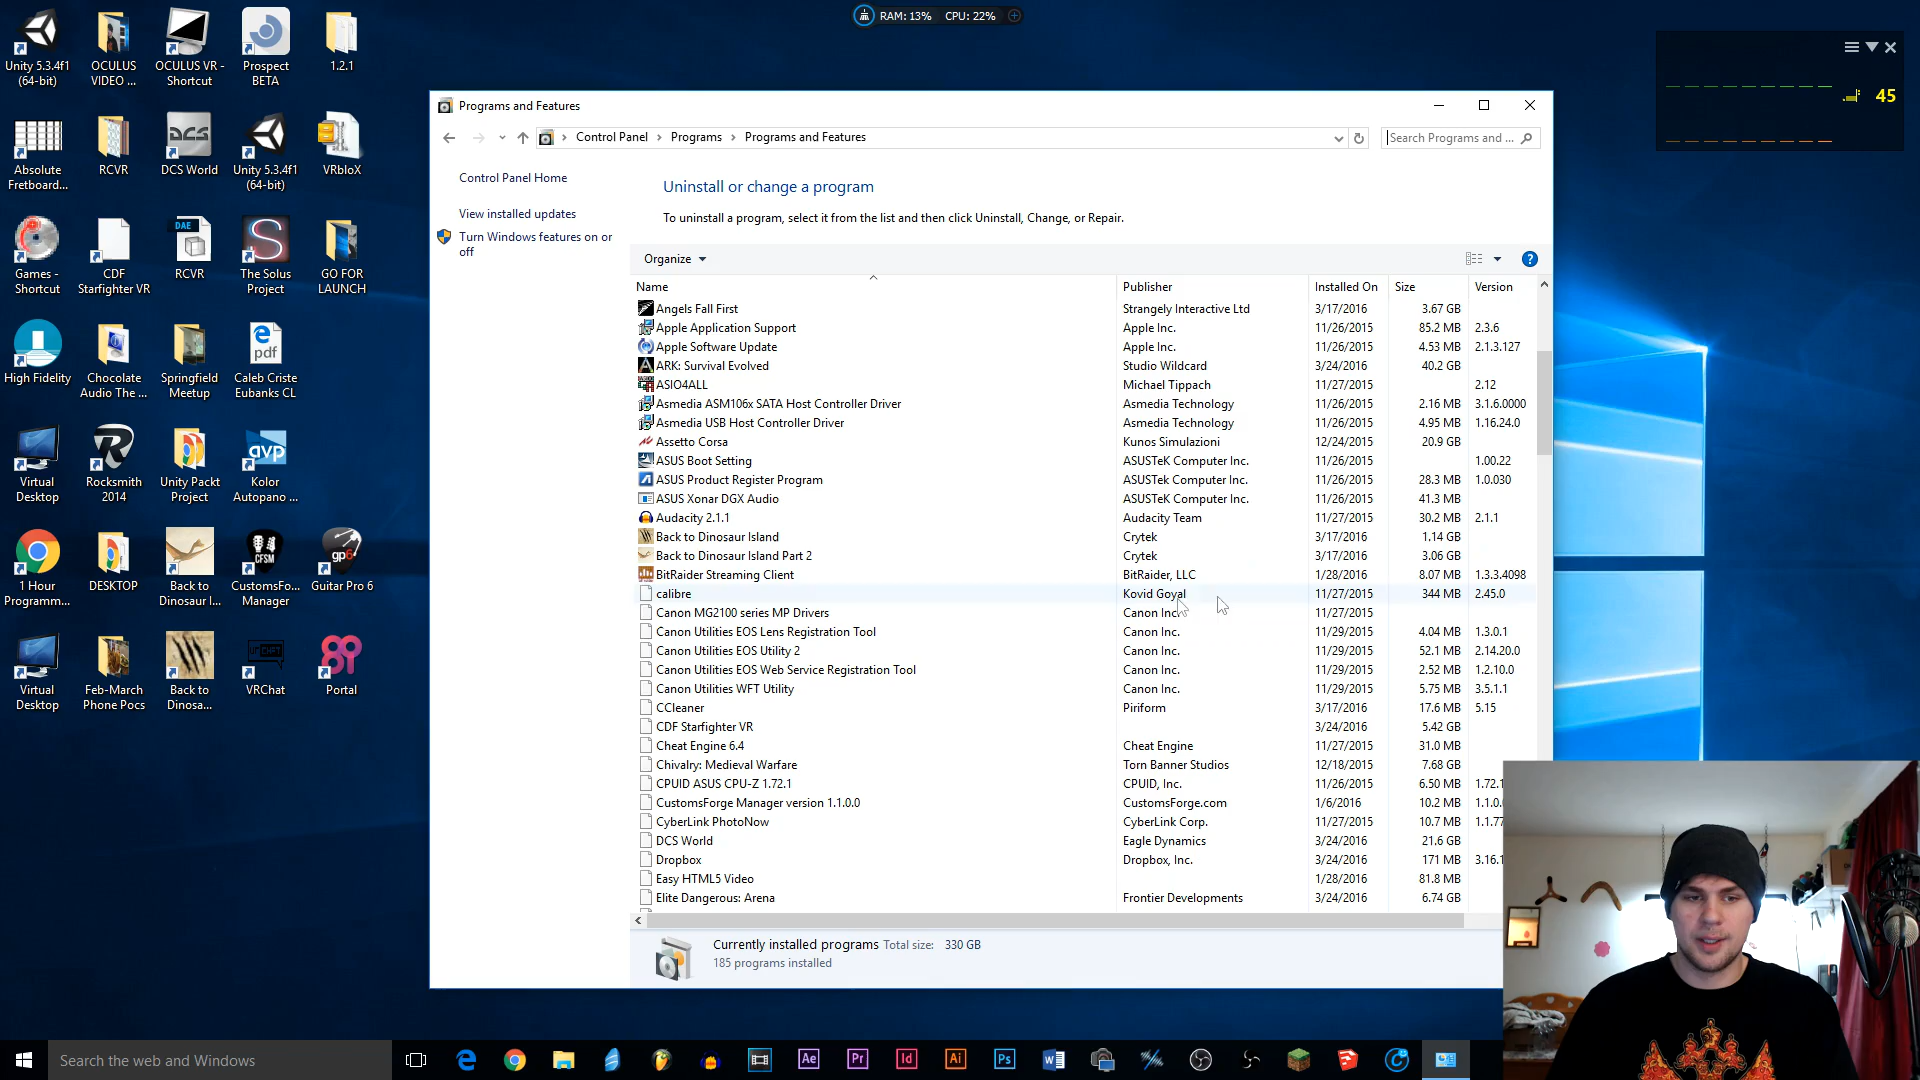 RAM: 13% CPU: 22%
45
Unity 5.3.4f1
(64-bit)
OCULUS
VIDEO ...
OCULUS VR -
Shortcut
Prospect
BETA
1.2.1
Absolute
Fretboard...
RCVR
DCS
DCS World
Unity 5.3.4f1
(64-bit)
VRbloX
Games -
Shortcut
CDF
Starfighter VR
DAE
RCVR
The Solus
Project
GO FOR
LAUNCH
High Fidelity
Chocolate
Audio The ...
Springfield
Meetup
pdf
Caleb Criste
Eubanks CL
Virtual
Desktop
Rocksmith
2014
Unity Packt
Project
avp
Kolor
Autopano ...
1 Hour
Programm...
DESKTOP
Back to
Dinosaur I...
CFSM
CustomsFo...
Manager
gp6
Guitar Pro 6
Virtual
Desktop
Feb-March
Phone Pocs
Back to
Dinosa...
VRCHAT
VRChat
Portal
Programs and Features
Control Panel > Programs > Programs and Features
Search Programs and ...
Control Panel Home
View installed updates
Turn Windows features on or
off
Uninstall or change a program
To uninstall a program, select it from the list and then click Uninstall, Change, or Repair.
Organize
Name Publisher Installed On Size Version
Angels Fall First Strangely Interactive Ltd 3/17/2016 3.67 GB
Apple Application Support Apple Inc. 11/26/2015 85.2 MB 2.3.6
Apple Software Update Apple Inc. 11/26/2015 4.53 MB 2.1.3.127
ARK: Survival Evolved Studio Wildcard 3/24/2016 40.2 GB
ASIO4ALL Michael Tippach 11/27/2015 2.12
Asmedia ASM106x SATA Host Controller Driver Asmedia Technology 11/26/2015 2.16 MB 3.1.6.0000
Asmedia USB Host Controller Driver Asmedia Technology 11/26/2015 4.95 MB 1.16.24.0
Assetto Corsa Kunos Simulazioni 12/24/2015 20.9 GB
ASUS Boot Setting ASUSTeK Computer Inc. 11/26/2015 1.00.22
ASUS Product Register Program ASUSTek Computer Inc. 11/26/2015 28.3 MB 1.0.030
ASUS Xonar DGX Audio ASUSTeK Computer Inc. 11/26/2015 41.3 MB
Audacity 2.1.1 Audacity Team 11/27/2015 30.2 MB 2.1.1
Back to Dinosaur Island Crytek 3/17/2016 1.14 GB
Back to Dinosaur Island Part 2 Crytek 3/17/2016 3.06 GB
BitRaider Streaming Client BitRaider, LLC 1/28/2016 8.07 MB 1.3.3.4098
calibre Kovid Goyal 11/27/2015 344 MB 2.45.0
Canon MG2100 series MP Drivers Canon Inc. 11/27/2015
Canon Utilities EOS Lens Registration Tool Canon Inc. 11/29/2015 4.04 MB 1.3.0.1
Canon Utilities EOS Utility 2 Canon Inc. 11/29/2015 52.1 MB 2.14.20.0
Canon Utilities EOS Web Service Registration Tool Canon Inc. 11/29/2015 2.52 MB 1.2.10.0
Canon Utilities WFT Utility Canon Inc. 11/29/2015 5.75 MB 3.5.1.1
CCleaner Piriform 3/17/2016 17.6 MB 5.15
CDF Starfighter VR 3/24/2016 5.42 GB
Cheat Engine 6.4 Cheat Engine 11/27/2015 31.0 MB
Chivalry: Medieval Warfare Torn Banner Studios 12/18/2015 7.68 GB
CPUID ASUS CPU-Z 1.72.1 CPUID, Inc. 11/26/2015 6.50 MB 1.72.1
CustomsForge Manager version 1.1.0.0 CustomsForge.com 1/6/2016 10.2 MB 1.1.0.
CyberLink PhotoNow CyberLink Corp. 11/27/2015 10.7 MB 1.1.77
DCS World Eagle Dynamics 3/24/2016 21.6 GB
Dropbox Dropbox, Inc. 3/24/2016 171 MB 3.16.1
Easy HTML5 Video 1/28/2016 81.8 MB
Elite Dangerous: Arena Frontier Developments 3/24/2016 6.74 GB
Currently installed programs Total size: 330 GB
185 programs installed
Search the web and Windows
Ae
Pr
Id
Ai
Ps